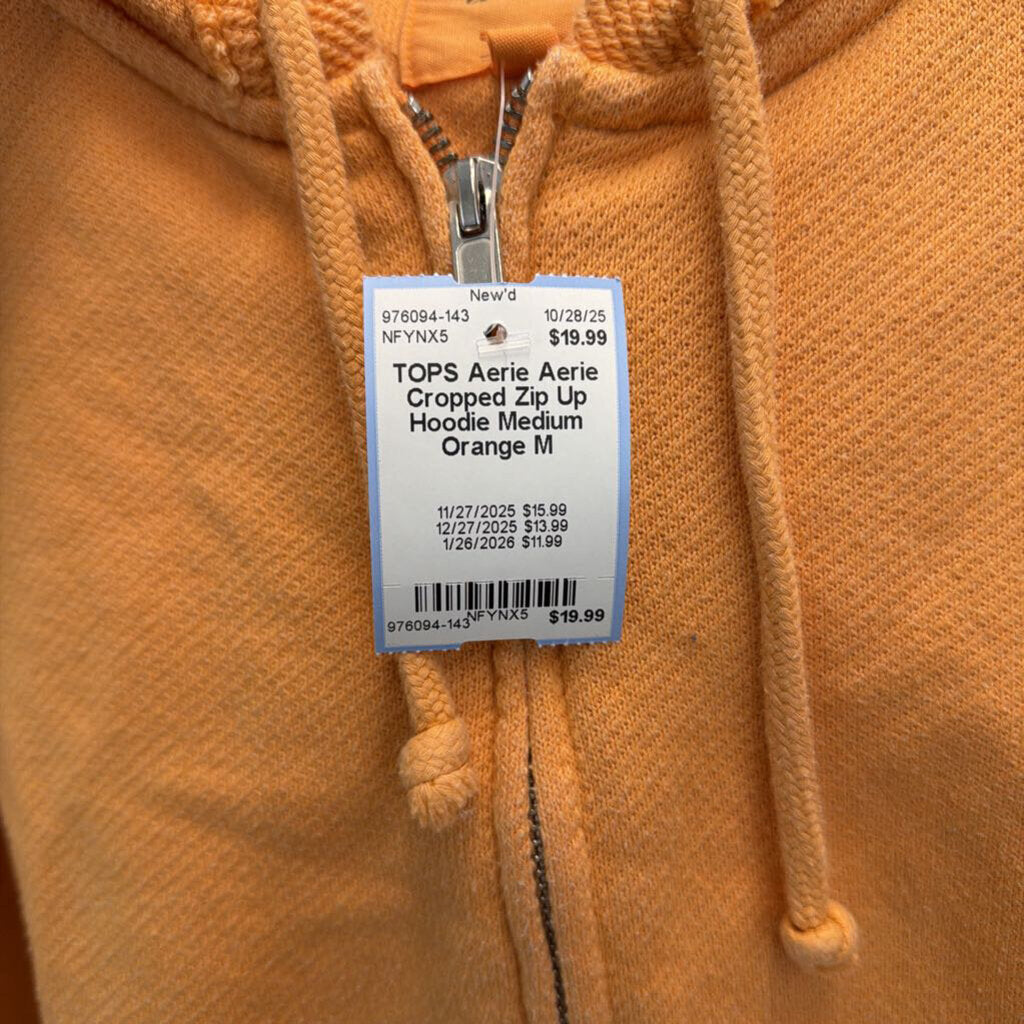 New'd
976094-143 10/28/25
NFYNX5 $19.99
TOPS Aerie Aerie
Cropped Zip Up
Hoodie Medium
Orange M
11/27/2025 $15.99
12/27/2025 $13.99
1/26/2026 $11.99
976094-143 NFYNX5 $19.99